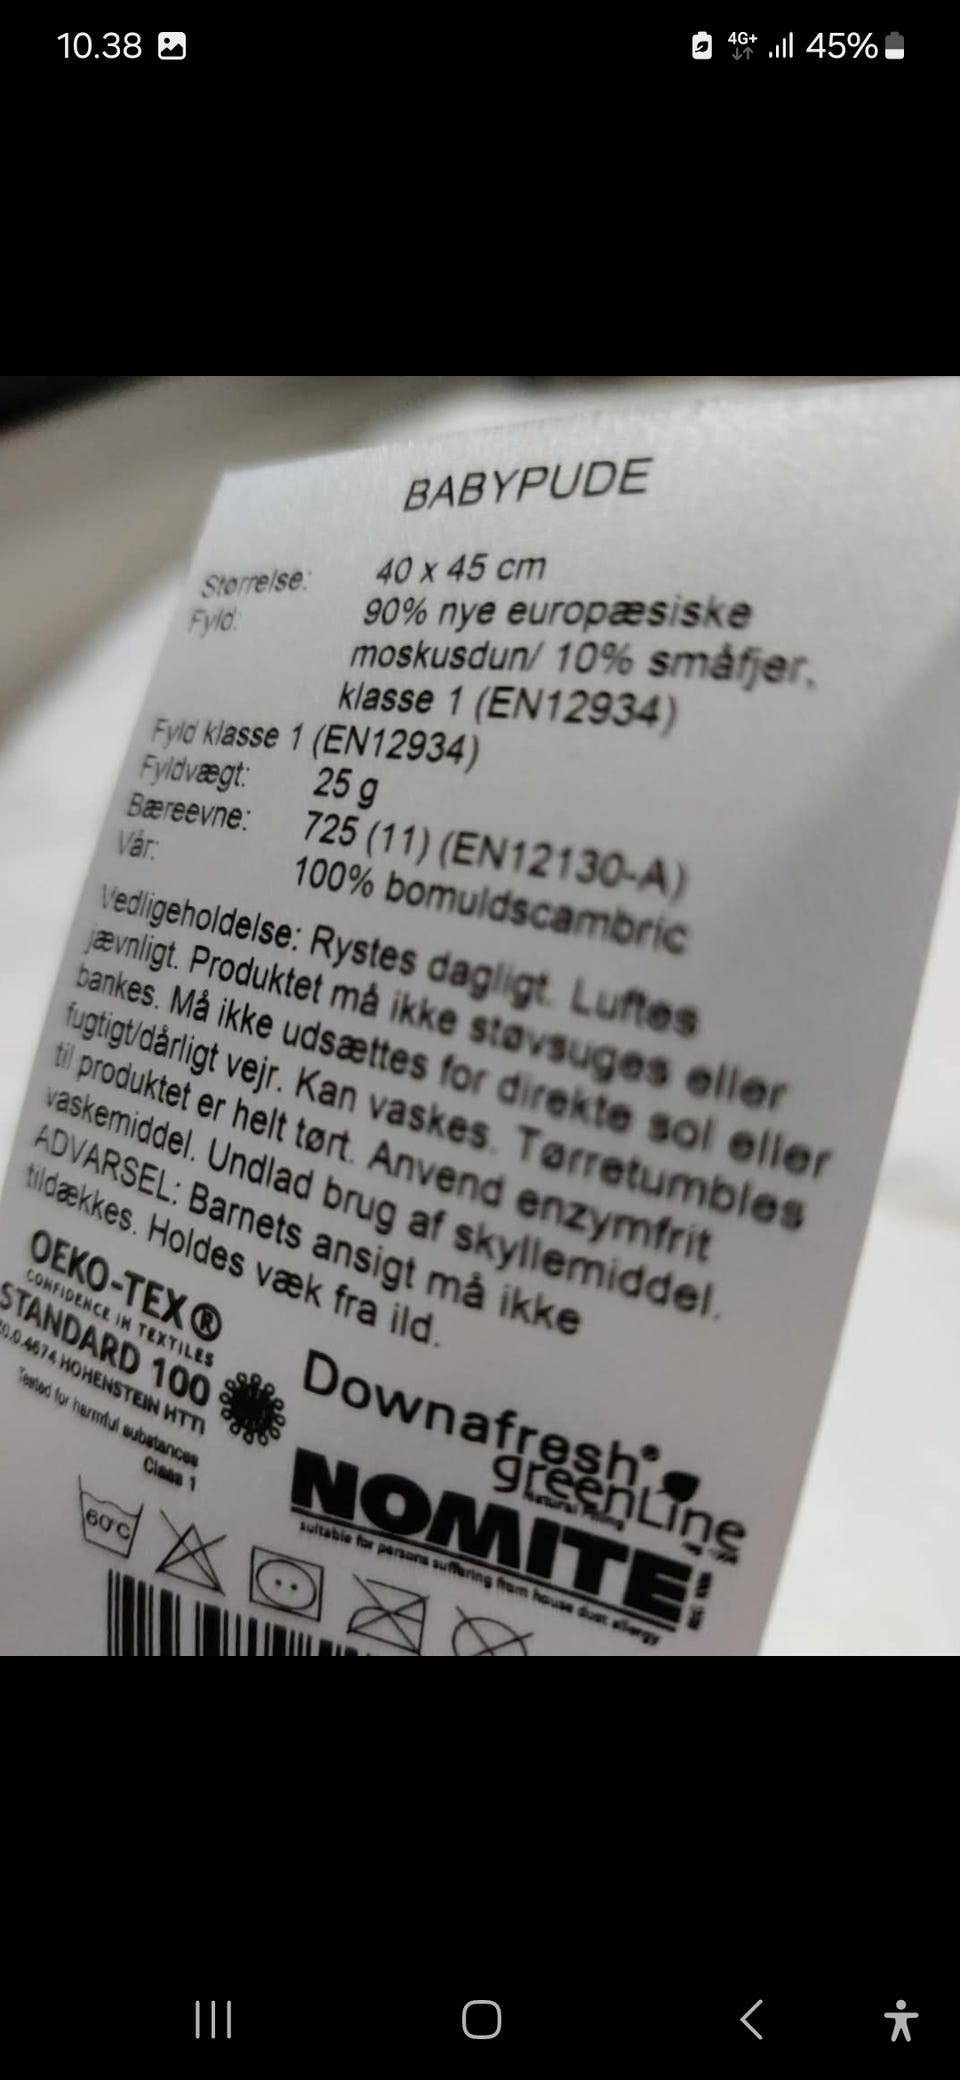 10.38
4G+
45%
BABYPUDE
Størrelse: 40 x 45 cm
Fyld: 90% nye europæsiske
moskusdun/ 10% småfjer.
klasse 1 (EN12934)
Fyld klasse 1 (EN12934)
Fyldvægt: 25 g
Bæreevne: 725 (11) (EN12130-A)
Vår: 100% bomuldscambric
Vedligeholdelse: Rystes dagligt. Luftes
jævnligt. Produktet må ikke støvsuges eller
bankes. Må ikke udsættes for direkte sol eller
fugtigt/dårligt vejr. Kan vaskes. Tørretumbles
til produktet er helt tørt. Anvend enzymfrit
vaskemiddel. Undlad brug af skyllemiddel.
ADVARSEL: Barnets ansigt må ikke
tildækkes. Holdes væk fra ild.
OEKO-TEX®
CONFIDENCE IN TEXTILES
STANDARD 100
HOHENSTEIN HTTI
Tested for harmful substances
Class 1
Downafresh®
greenLine
NOMITE
suitable for persons suffering from house dust allergy
60°C